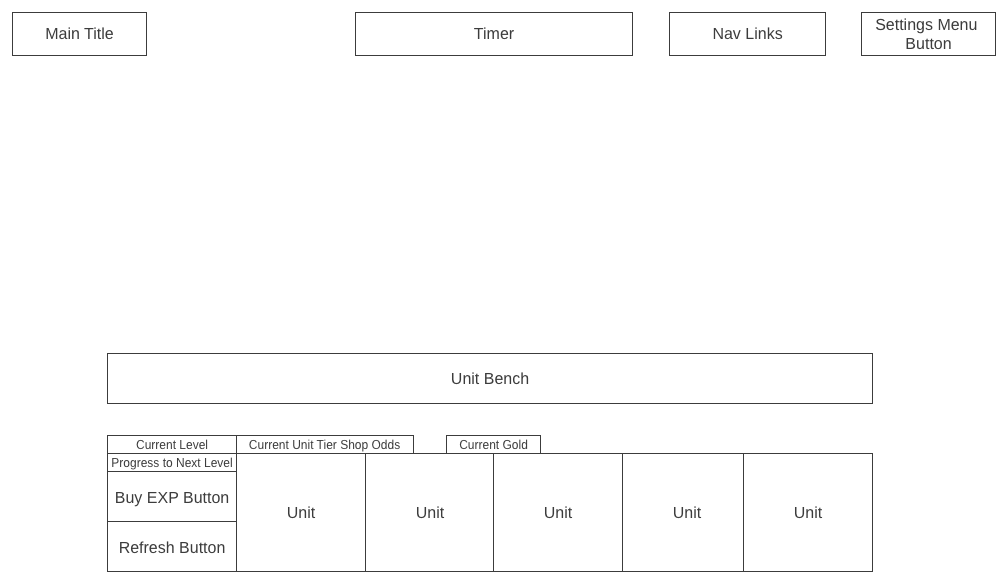 Main Title
Timer
Nav Links
Settings Menu
Button
Unit Bench
Current Level
Current Unit Tier Shop Odds
Current Gold
Progress to Next Level
Buy EXP Button
Refresh Button
Unit
Unit
Unit
Unit
Unit